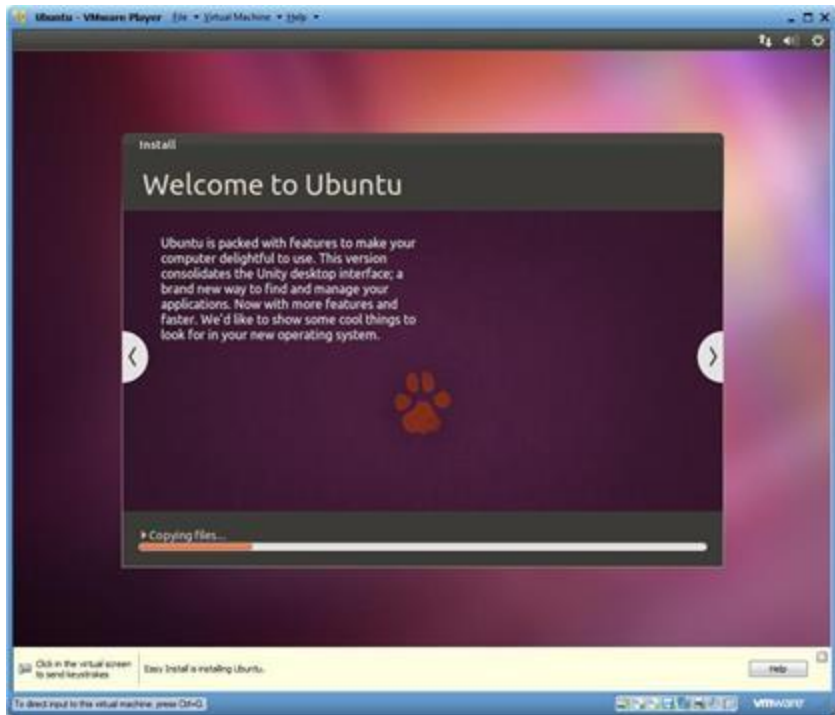 Ubuntu - VMware Player File Virtual Machine Help
Install
Welcome to Ubuntu
Ubuntu is packed with features to make your
computer delightful to use. This version
consolidates the Unity desktop interface; a
brand new way to find and manage your
applications. Now with more features and
faster. We'd like to show some cool things to
look for in your new operating system.
Copying files...
Click in the virtual screen
to send keystrokes
Easy Install is installing Ubuntu.
Help
To direct input to this virtual machine, press Ctrl+G.
vmware